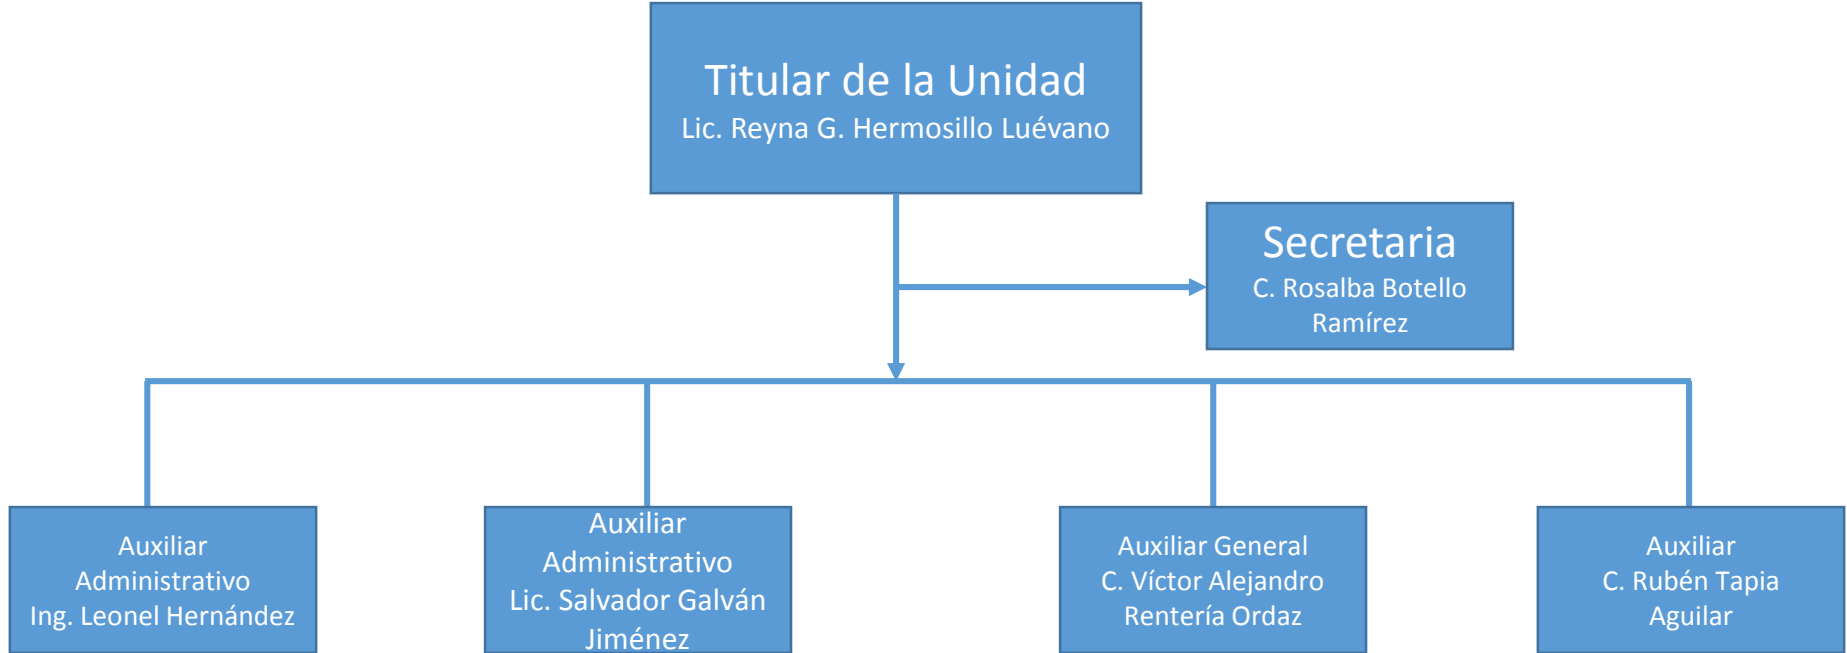 Titular de la Unidad
Lic. Reyna G. Hermosillo Luévano
Secretaria
C. Rosalba Botello
Ramírez
Auxiliar
Administrativo
Ing. Leonel Hernández
Auxiliar
Administrativo
Lic. Salvador Galván
Jiménez
Auxiliar General
C. Víctor Alejandro
Rentería Ordaz
Auxiliar
C. Rubén Tapia
Aguilar